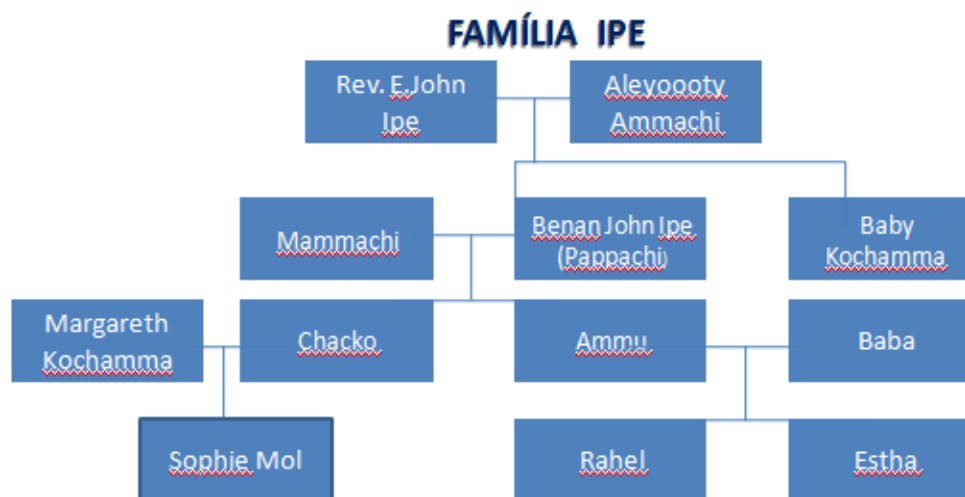 FAMÍLIA IPE
Rev. E.John
Ipe
Aleyoooty
Ammachi
Mammachi
Benan John Ipe
(Pappachi)
Baby
Kochamma
Margareth
Kochamma
Chacko
Ammu
Baba
Sophie Mol
Rahel
Estha